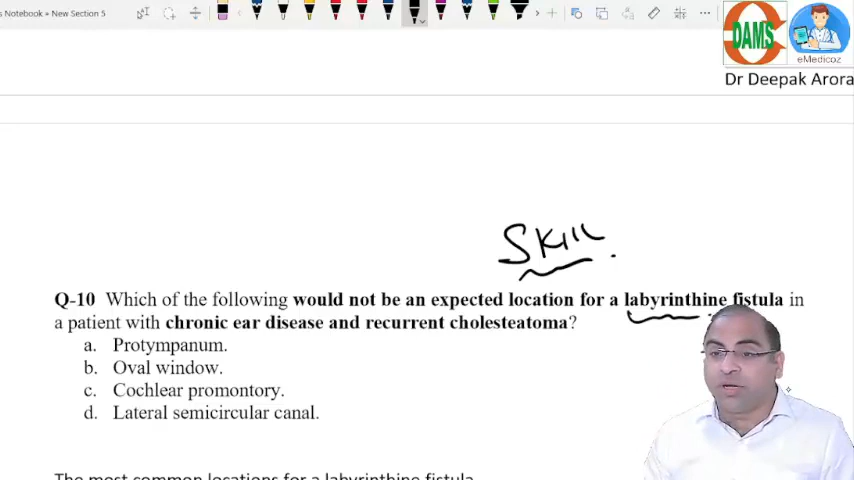 s Notebook » New Section 5
DAMS
eMedicoz
Dr Deepak Arora
Skill.
Q-10 Which of the following would not be an expected location for a labyrinthine fistula in
a patient with chronic ear disease and recurrent cholesteatoma?
a. Protympanum.
b. Oval window.
c. Cochlear promontory.
d. Lateral semicircular canal.
The most common locations for a labyrinthine fistula